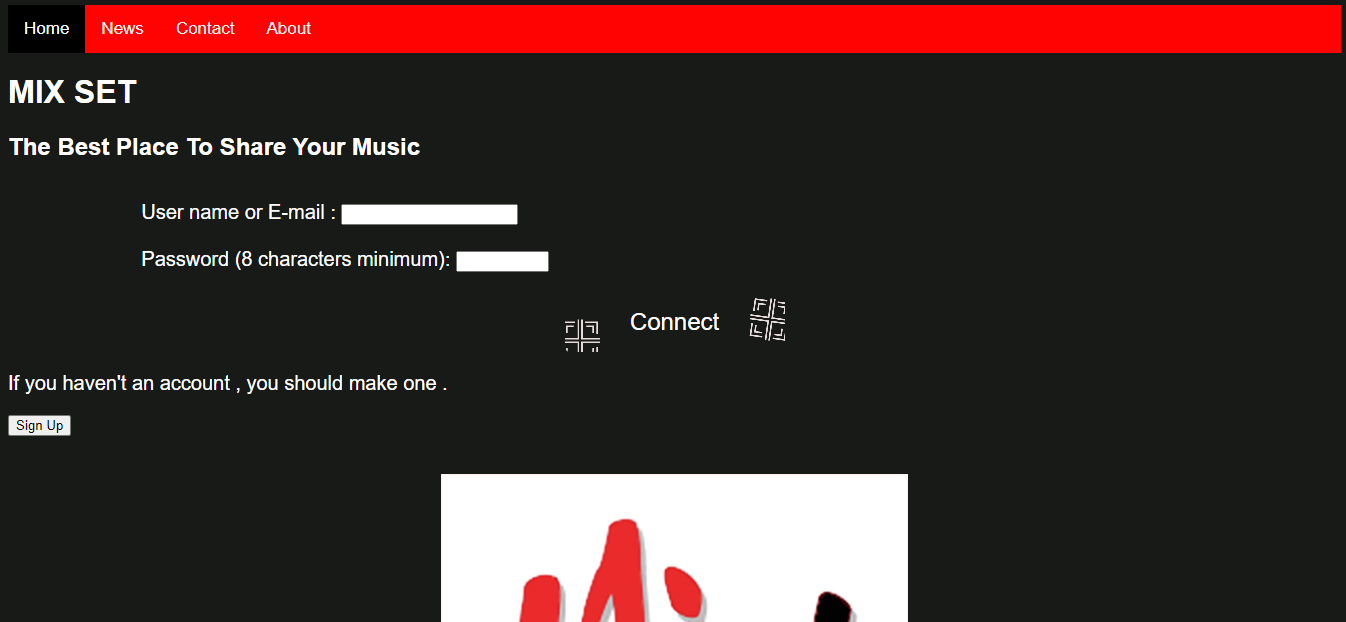 Home News Contact About
MIX SET
The Best Place To Share Your Music
User name or E-mail :
Password (8 characters minimum):
Connect
If you haven't an account , you should make one .
Sign Up